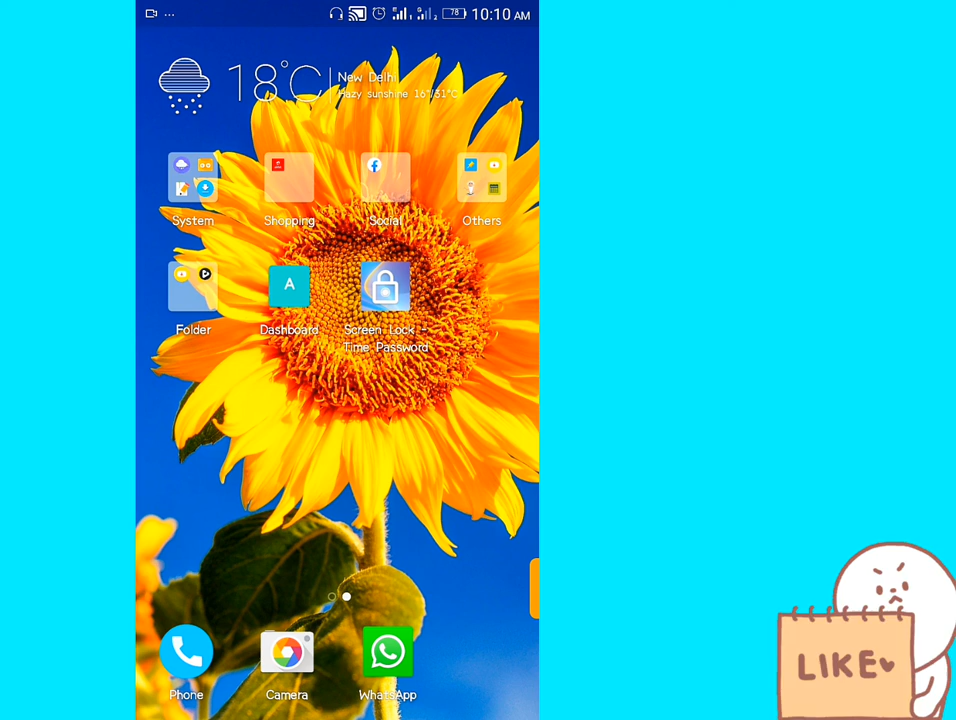 78 10:10 AM
18°C
New Delhi
Hazy sunshine 16°/31°C
System
Shopping
Social
Others
Folder
A
Dashboard
Screen Lock -
Time Password
Phone
Camera
WhatsApp
LIKE